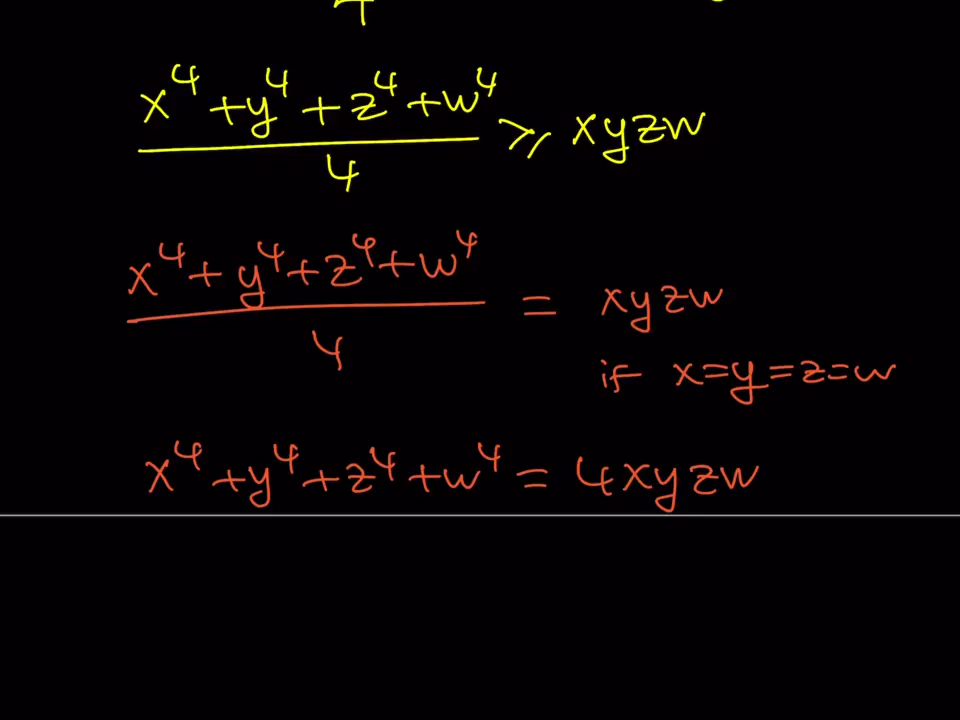 x⁴+y⁴+z⁴+w⁴
4
⩾ xyzw
x⁴+y⁴+z⁴+w⁴
4
= xyzw
if x=y=z=w
x⁴+y⁴+z⁴+w⁴ = 4xyzw